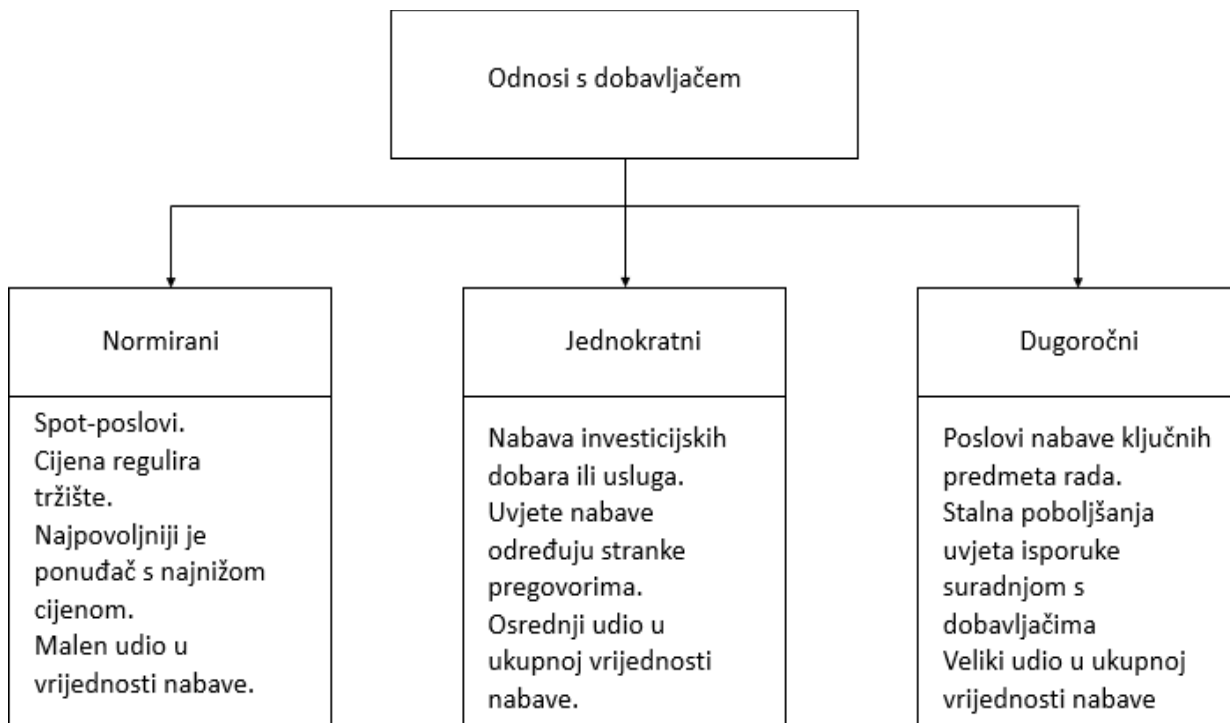 Odnosi s dobavljačem
Normirani
Spot-poslovi.
Cijena regulira
tržište.
Najpovoljniji je
ponuđač s najnižom
cijenom.
Malen udio u
vrijednosti nabave.
Jednokratni
Nabava investicijskih
dobara ili usluga.
Uvjete nabave
određuju stranke
pregovorima.
Osrednji udio u
ukupnoj vrijednosti
nabave.
Dugoročni
Poslovi nabave ključnih
predmeta rada.
Stalna poboljšanja
uvjeta isporuke
suradnjom s
dobavljačima
Veliki udio u ukupnoj
vrijednosti nabave